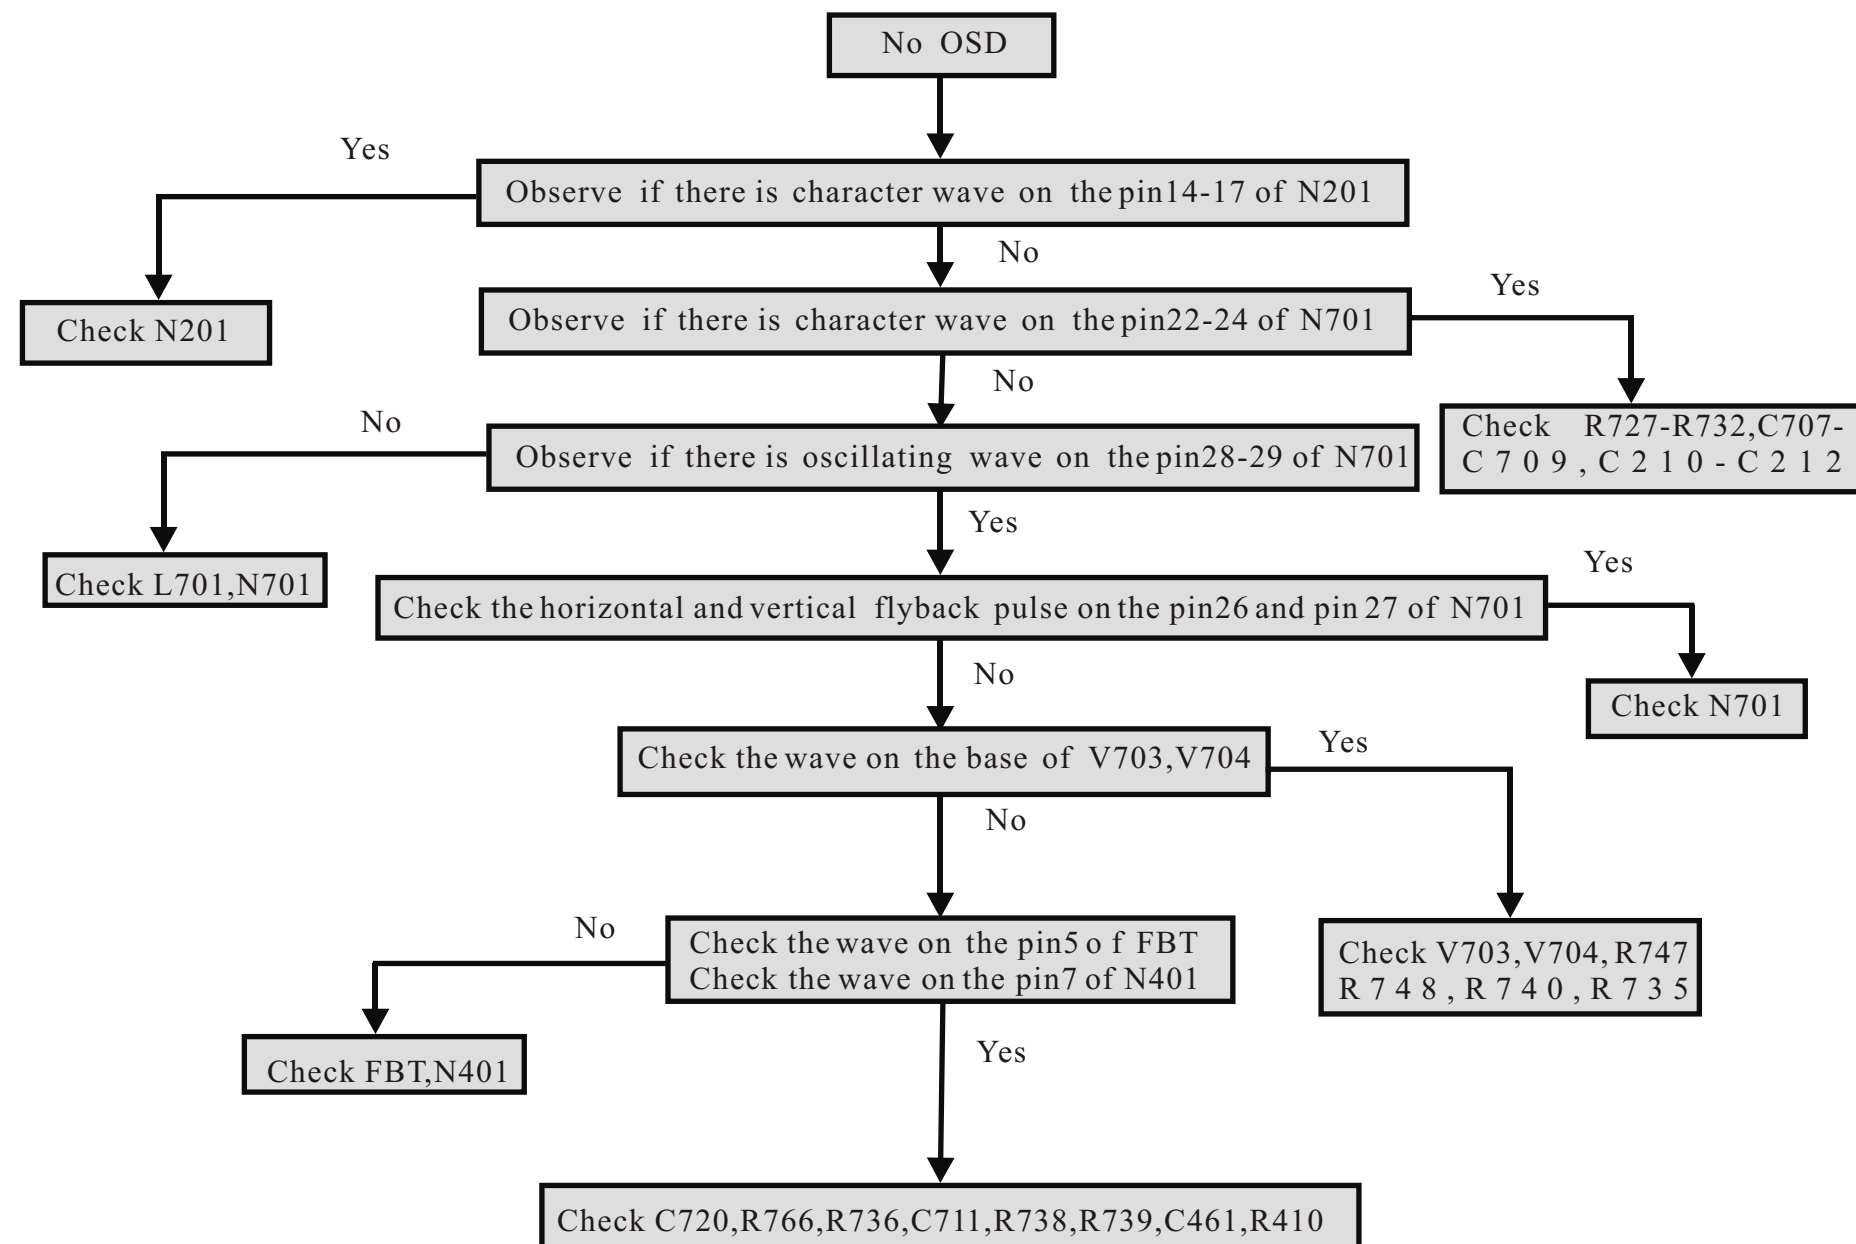 No OSD
Yes
Observe if there is character wave on the pin14-17 of N201
No
Yes
Check N201
Observe if there is character wave on the pin22-24 of N701
No
No
Check R727-R732,C707-
C709,C210-C212
Observe if there is oscillating wave on the pin28-29 of N701
Yes
Yes
Check L701,N701
Check the horizontal and vertical flyback pulse on the pin26 and pin 27 of N701
No
Check N701
Yes
Check the wave on the base of V703,V704
No
No
Check the wave on the pin5 o f FBT
Check the wave on the pin7 of N401
Check V703,V704,R747
R748,R740,R735
Yes
Check FBT,N401
Check C720,R766,R736,C711,R738,R739,C461,R410